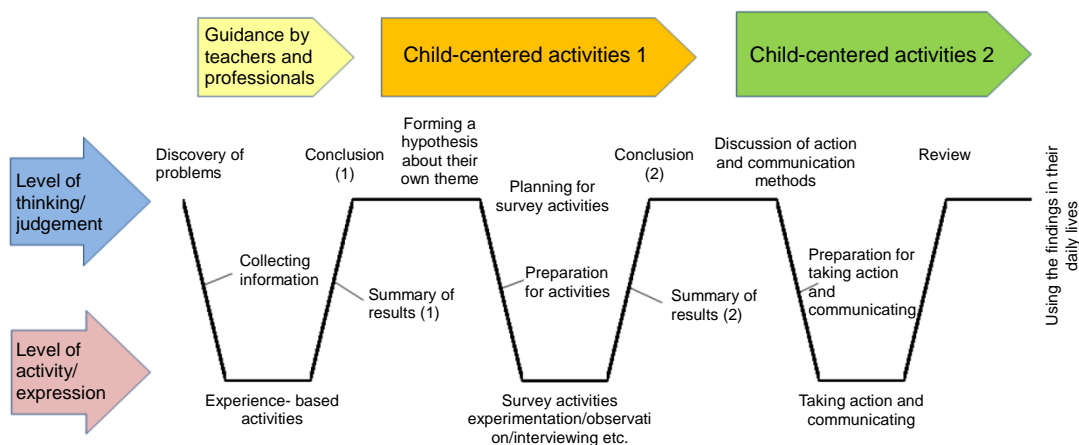 Guidance by
teachers and
professionals
Child-centered activities 1
Child-centered activities 2
Level of
thinking/
judgement
Discovery of
problems
Conclusion
(1)
Forming a
hypothesis
about their
own theme
Planning for
survey activities
Conclusion
(2)
Discussion of action
and communication
methods
Review
Collecting
information
Summary of
results (1)
Preparation
for activities
Summary of
results (2)
Preparation for
taking action
and
communicating
Using the findings in their
daily lives
Level of
activity/
expression
Experience- based
activities
Survey activities
experimentation/observati
on/interviewing etc.
Taking action and
communicating